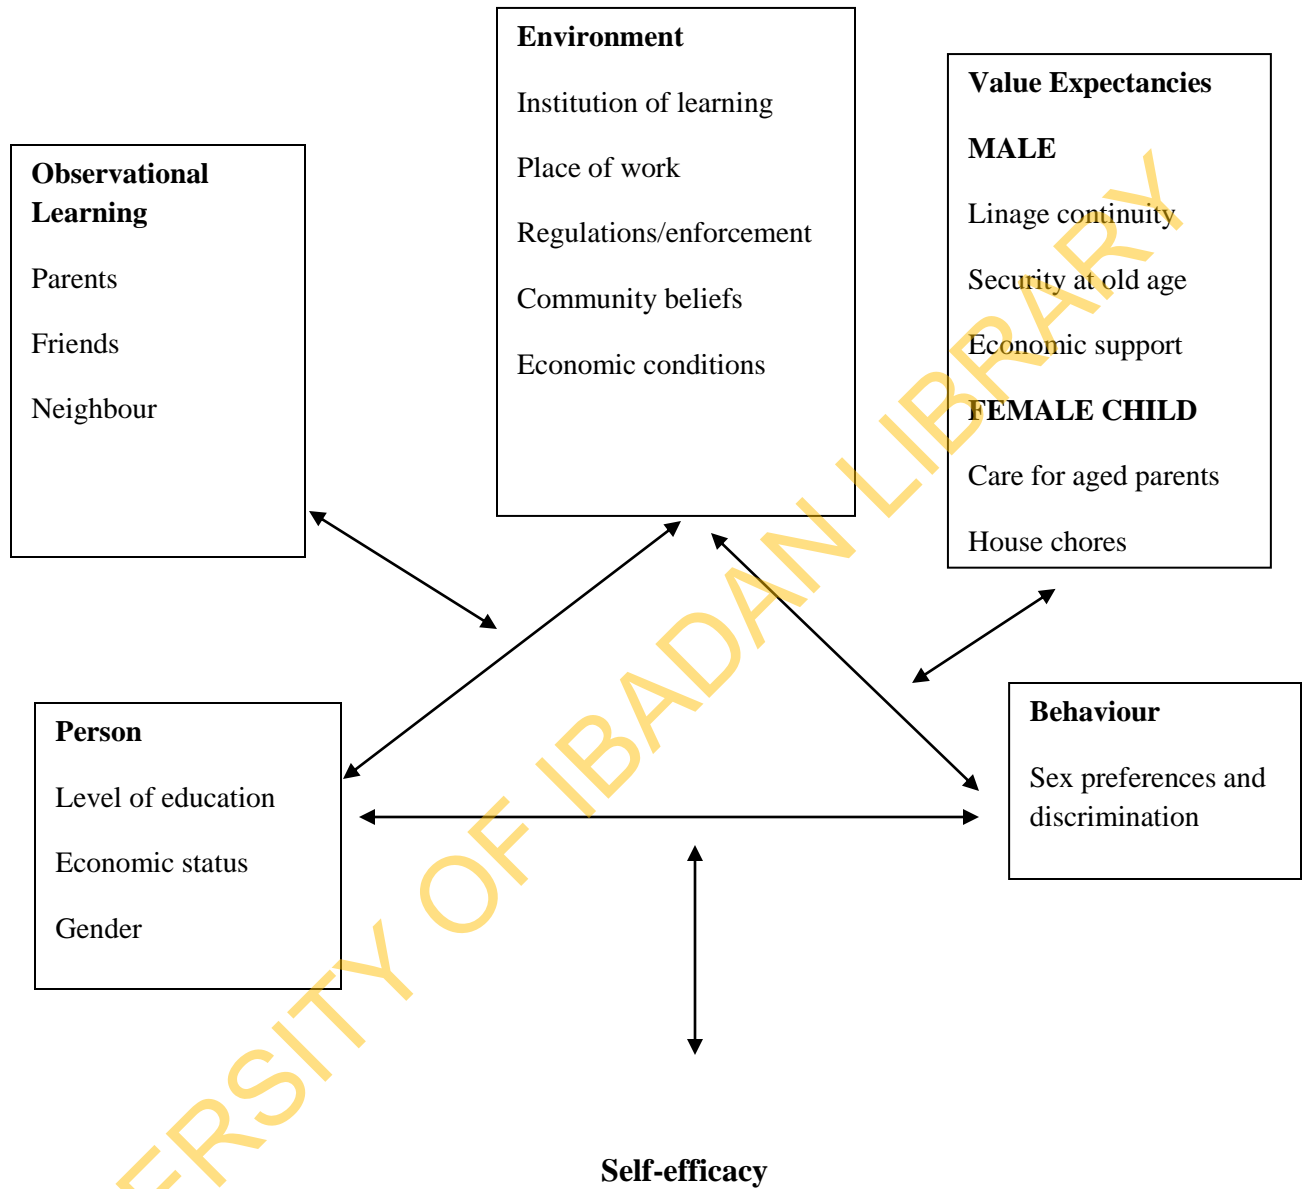 Environment
Institution of learning
Place of work
Regulations/enforcement
Community beliefs
Economic conditions
Value Expectancies
MALE
Linage continuity
Security at old age
Economic support
FEMALE CHILD
Care for aged parents
House chores
Observational
Learning
Parents
Friends
Neighbour
Person
Level of education
Economic status
Gender
Behaviour
Sex preferences and
discrimination
Self-efficacy
ERSITY OF IBADAN LIBRARY